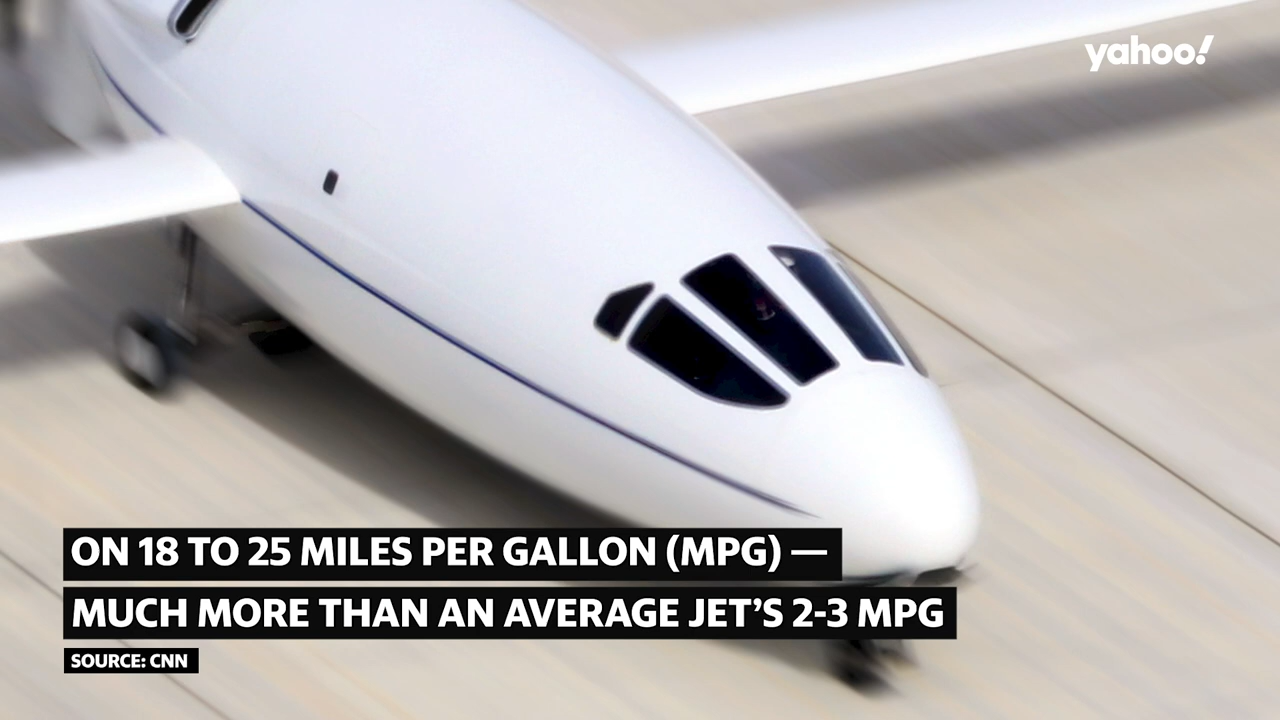 yahoo!
ON 18 TO 25 MILES PER GALLON (MPG) —
MUCH MORE THAN AN AVERAGE JET’S 2-3 MPG
SOURCE: CNN